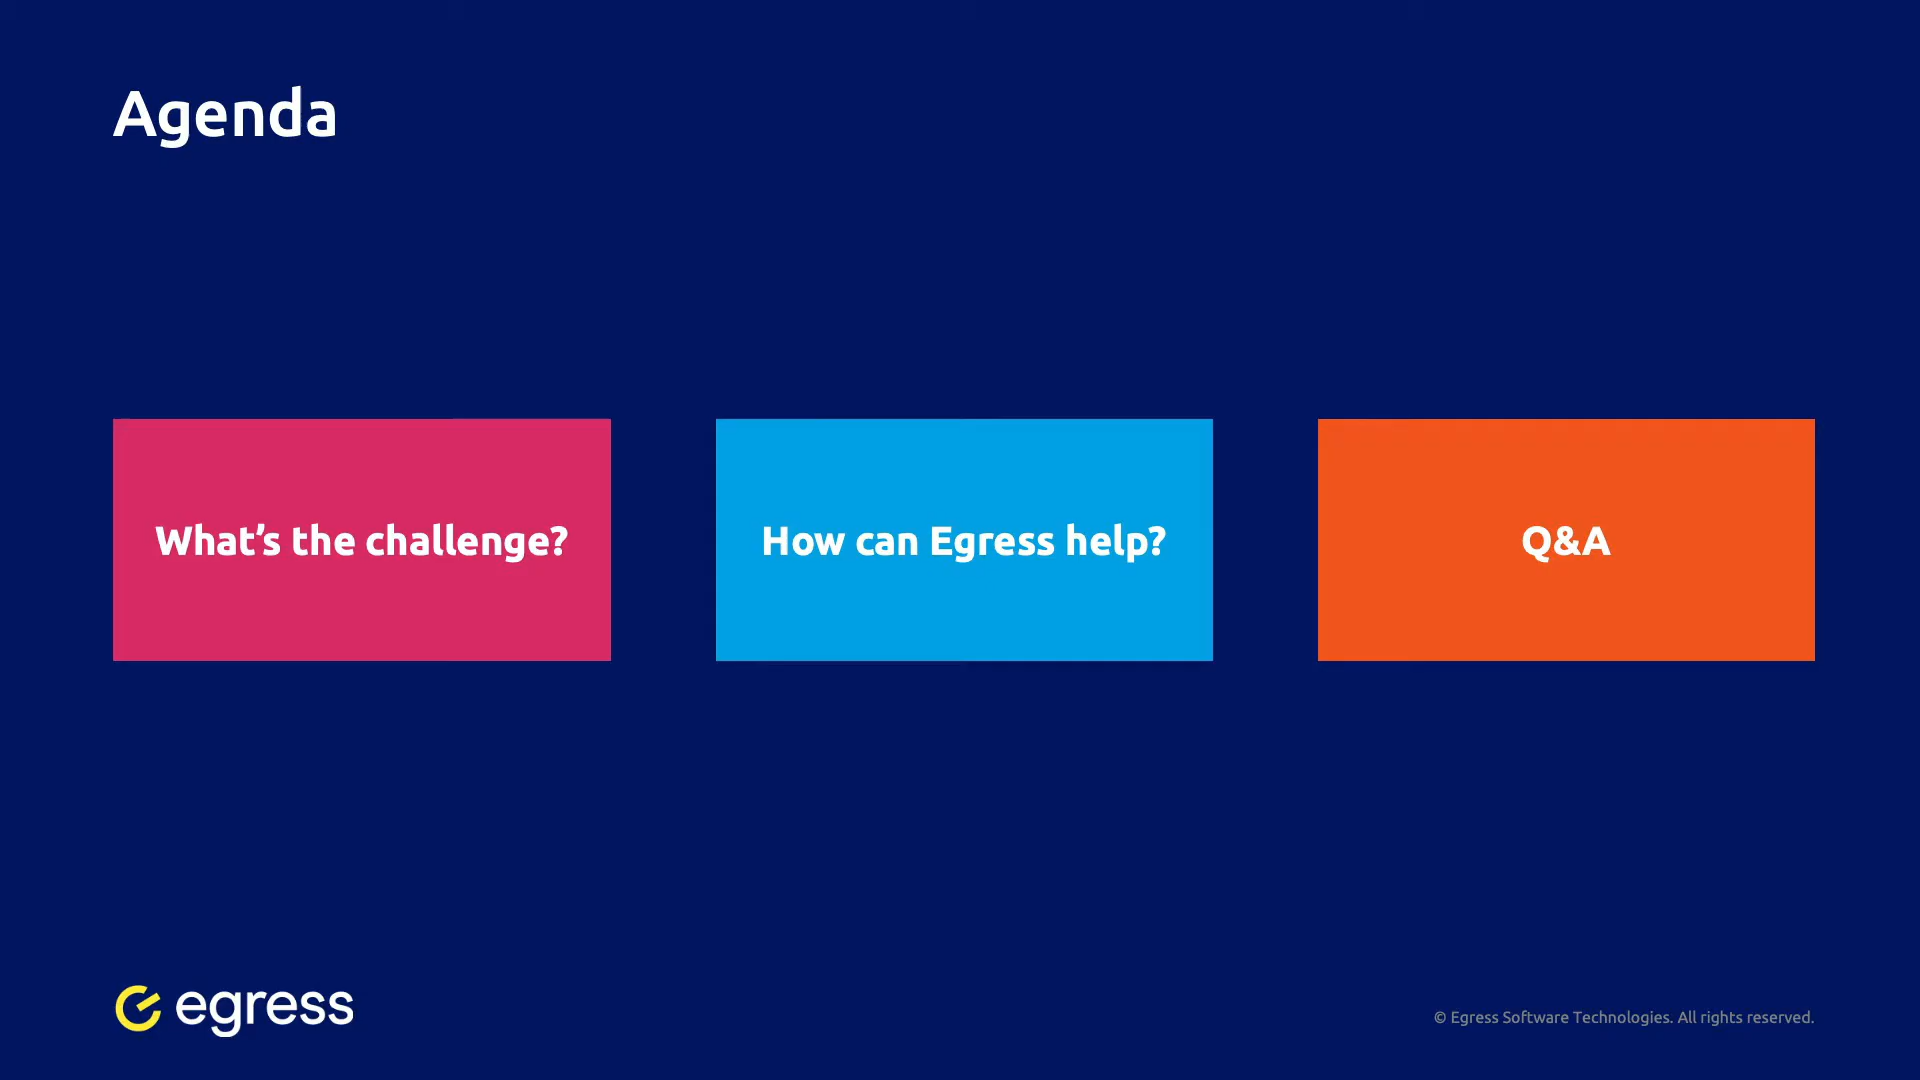 Agenda
What’s the challenge?
How can Egress help?
Q&A
egress
© Egress Software Technologies. All rights reserved.